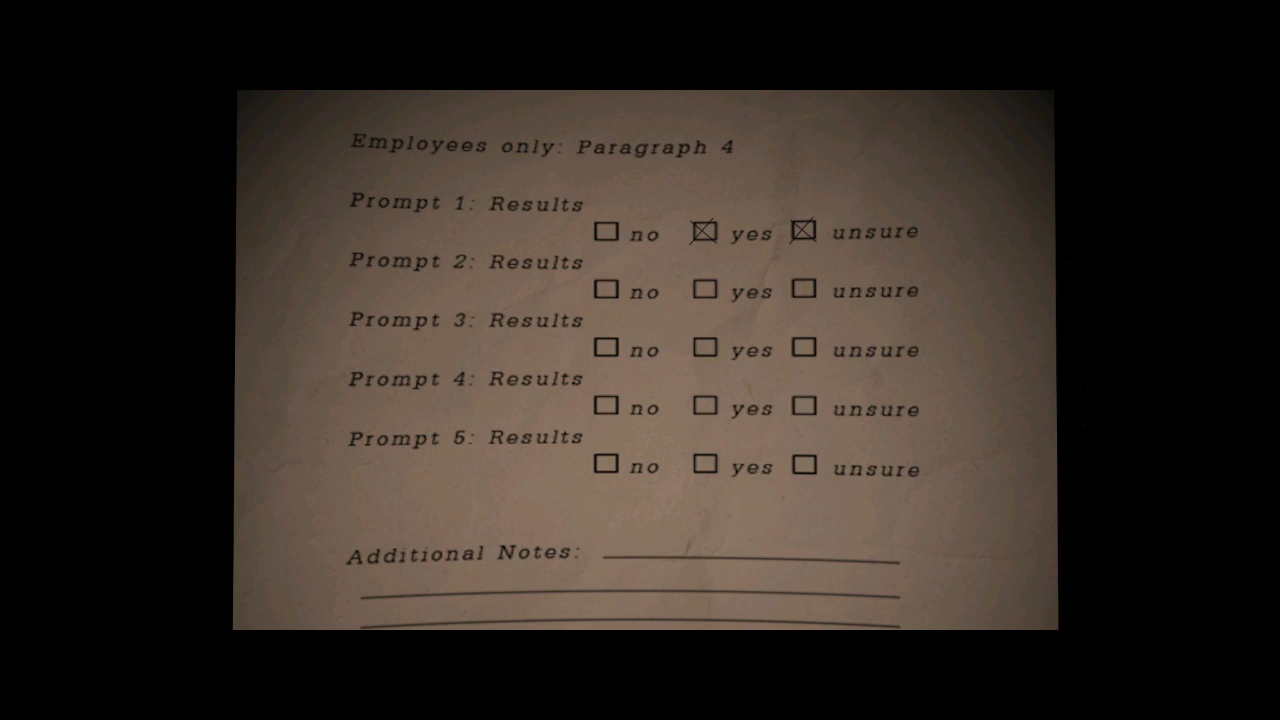 Employees only: Paragraph 4
Prompt 1: Results
☐ no ☒ yes ☒ unsure
Prompt 2: Results
☐ no ☐ yes ☐ unsure
Prompt 3: Results
☐ no ☐ yes ☐ unsure
Prompt 4: Results
☐ no ☐ yes ☐ unsure
Prompt 5: Results
☐ no ☐ yes ☐ unsure
Additional Notes: